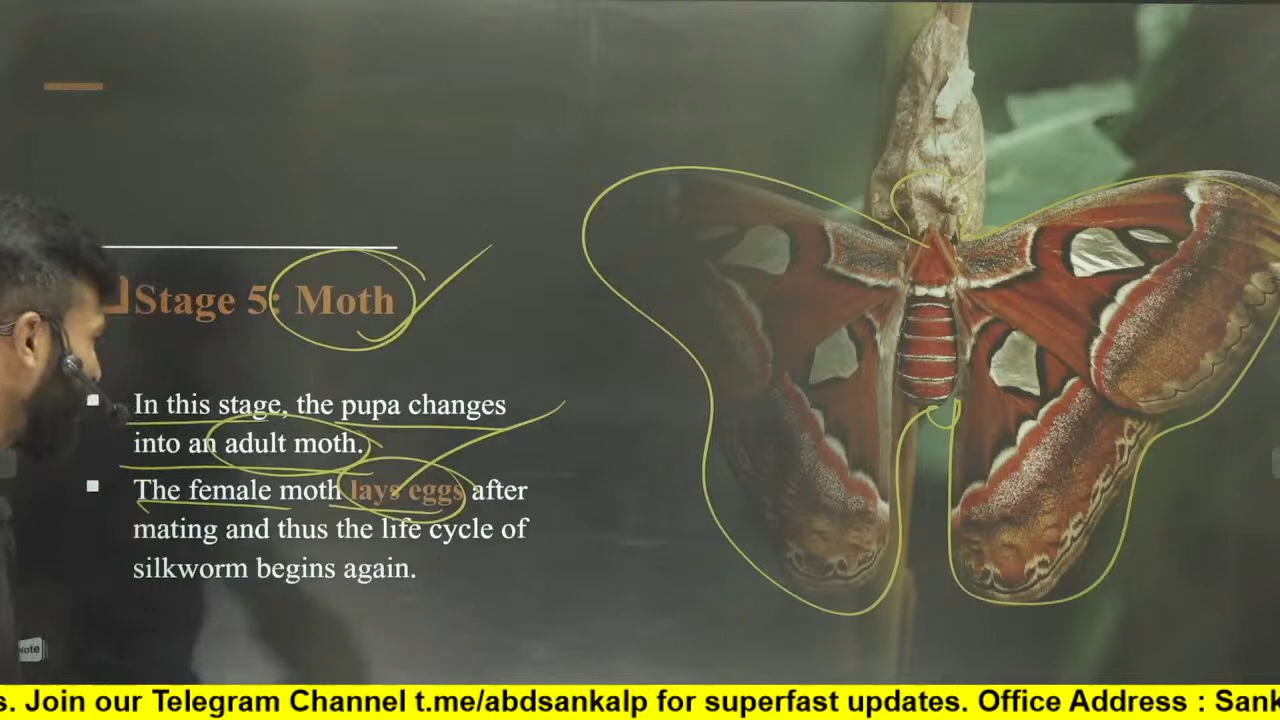 Stage 5: Moth
In this stage, the pupa changes
into an adult moth.
The female moth lays eggs after
mating and thus the life cycle of
silkworm begins again.
Note
s. Join our Telegram Channel t.me/abdsankalp for superfast updates. Office Address : Sank